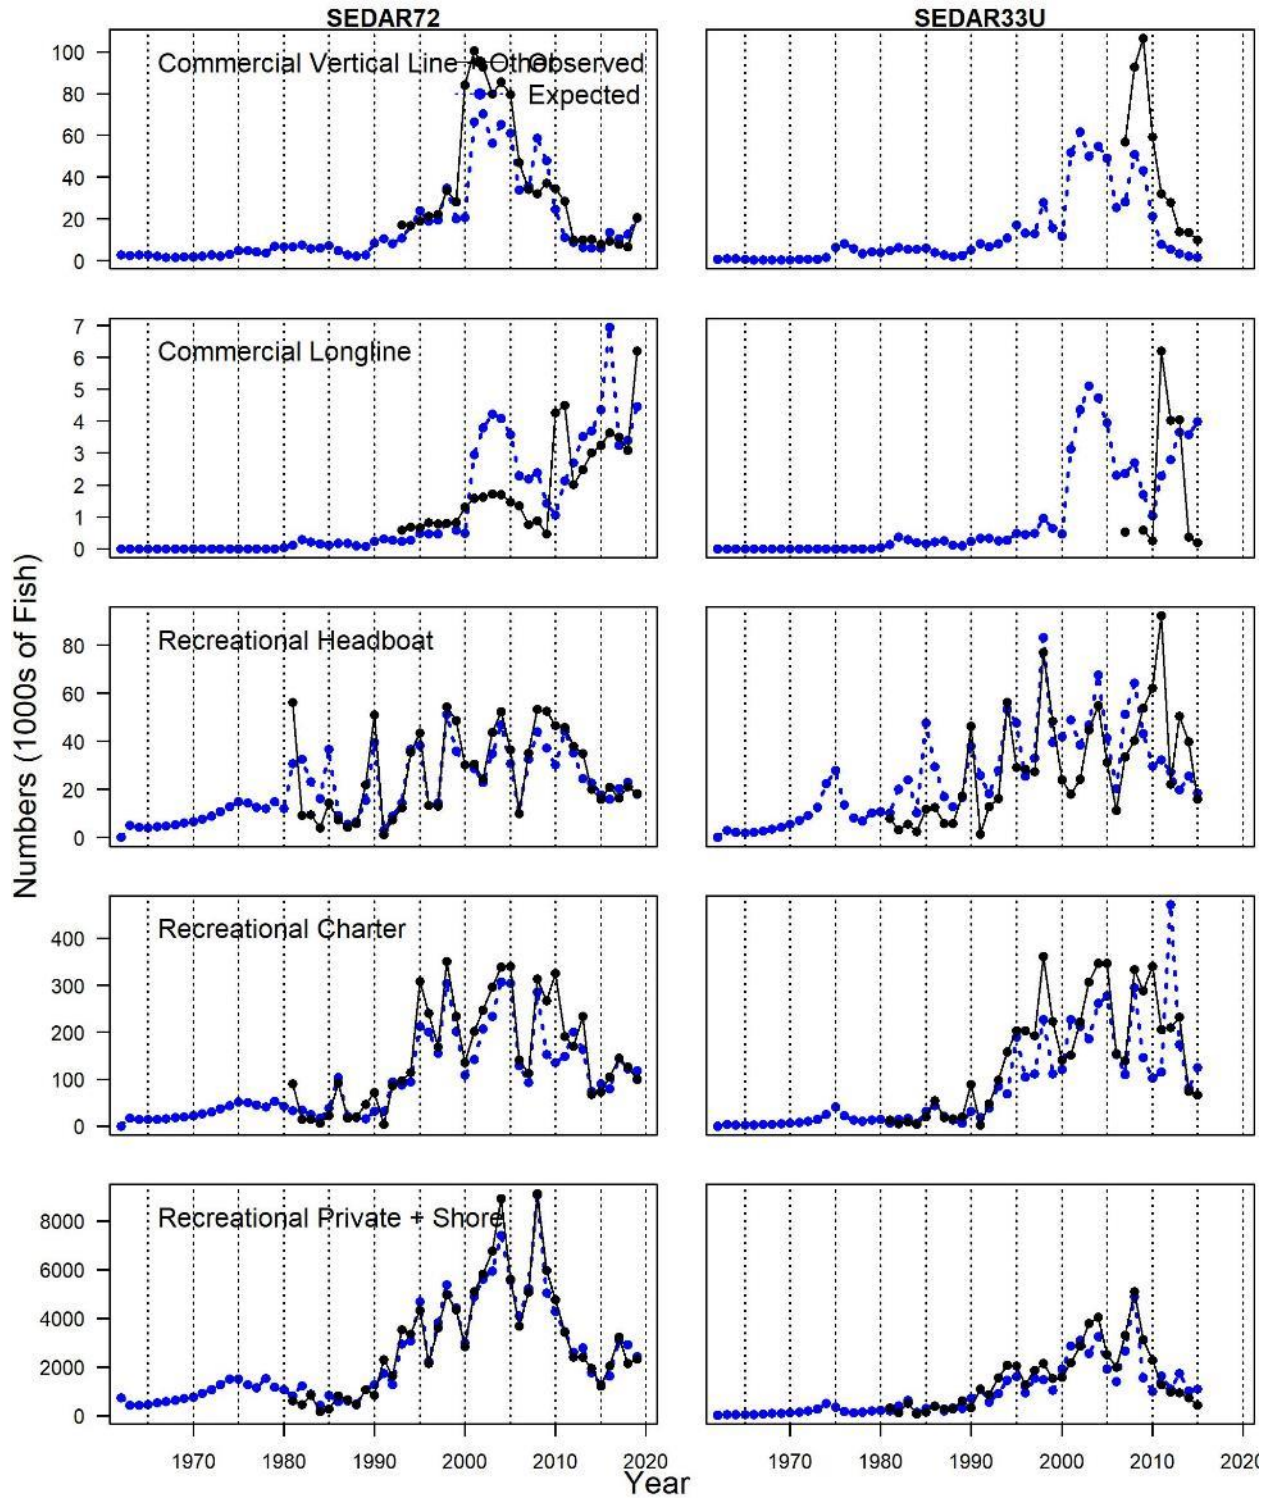 SEDAR72
SEDAR33U
Commercial Vertical Line + Other
Observed
Expected
100
80
60
40
20
0
Commercial Longline
7
6
5
4
3
2
1
0
Recreational Headboat
80
60
40
20
0
Recreational Charter
400
300
200
100
0
Recreational Private + Shore
8000
6000
4000
2000
0
Numbers (1000s of Fish)
1970 1980 1990 2000 2010 2020
1970 1980 1990 2000 2010 2020
Year